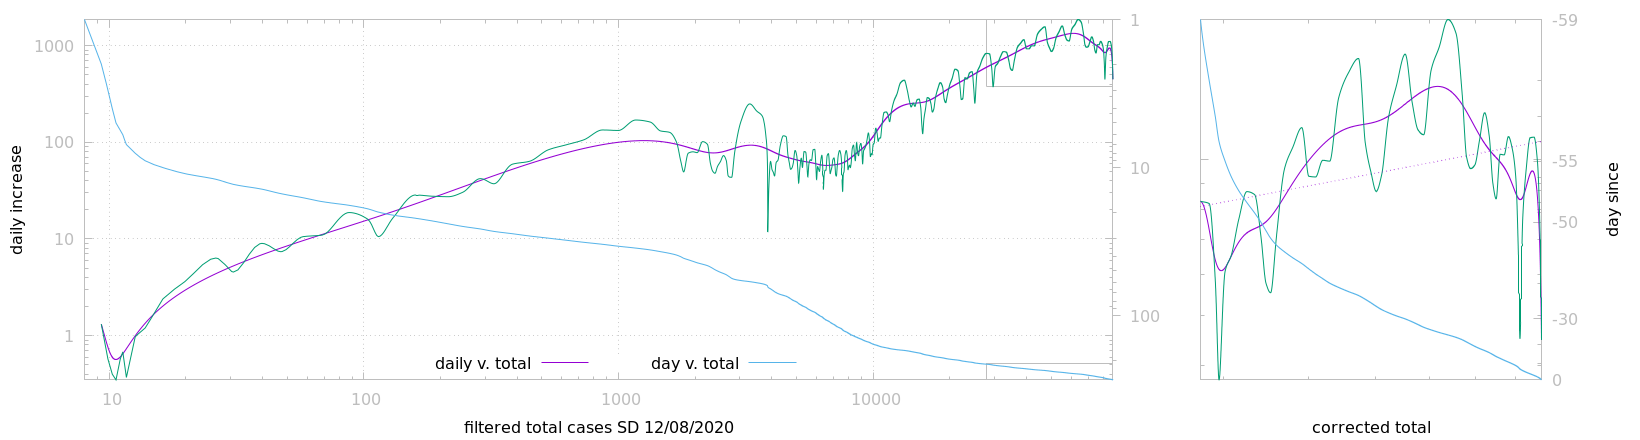 1000
100
10
1
daily increase
10
100
1000
10000
filtered total cases SD 12/08/2020
daily v. total
day v. total
1
10
100
-59
-55
-50
-30
0
day since
corrected total